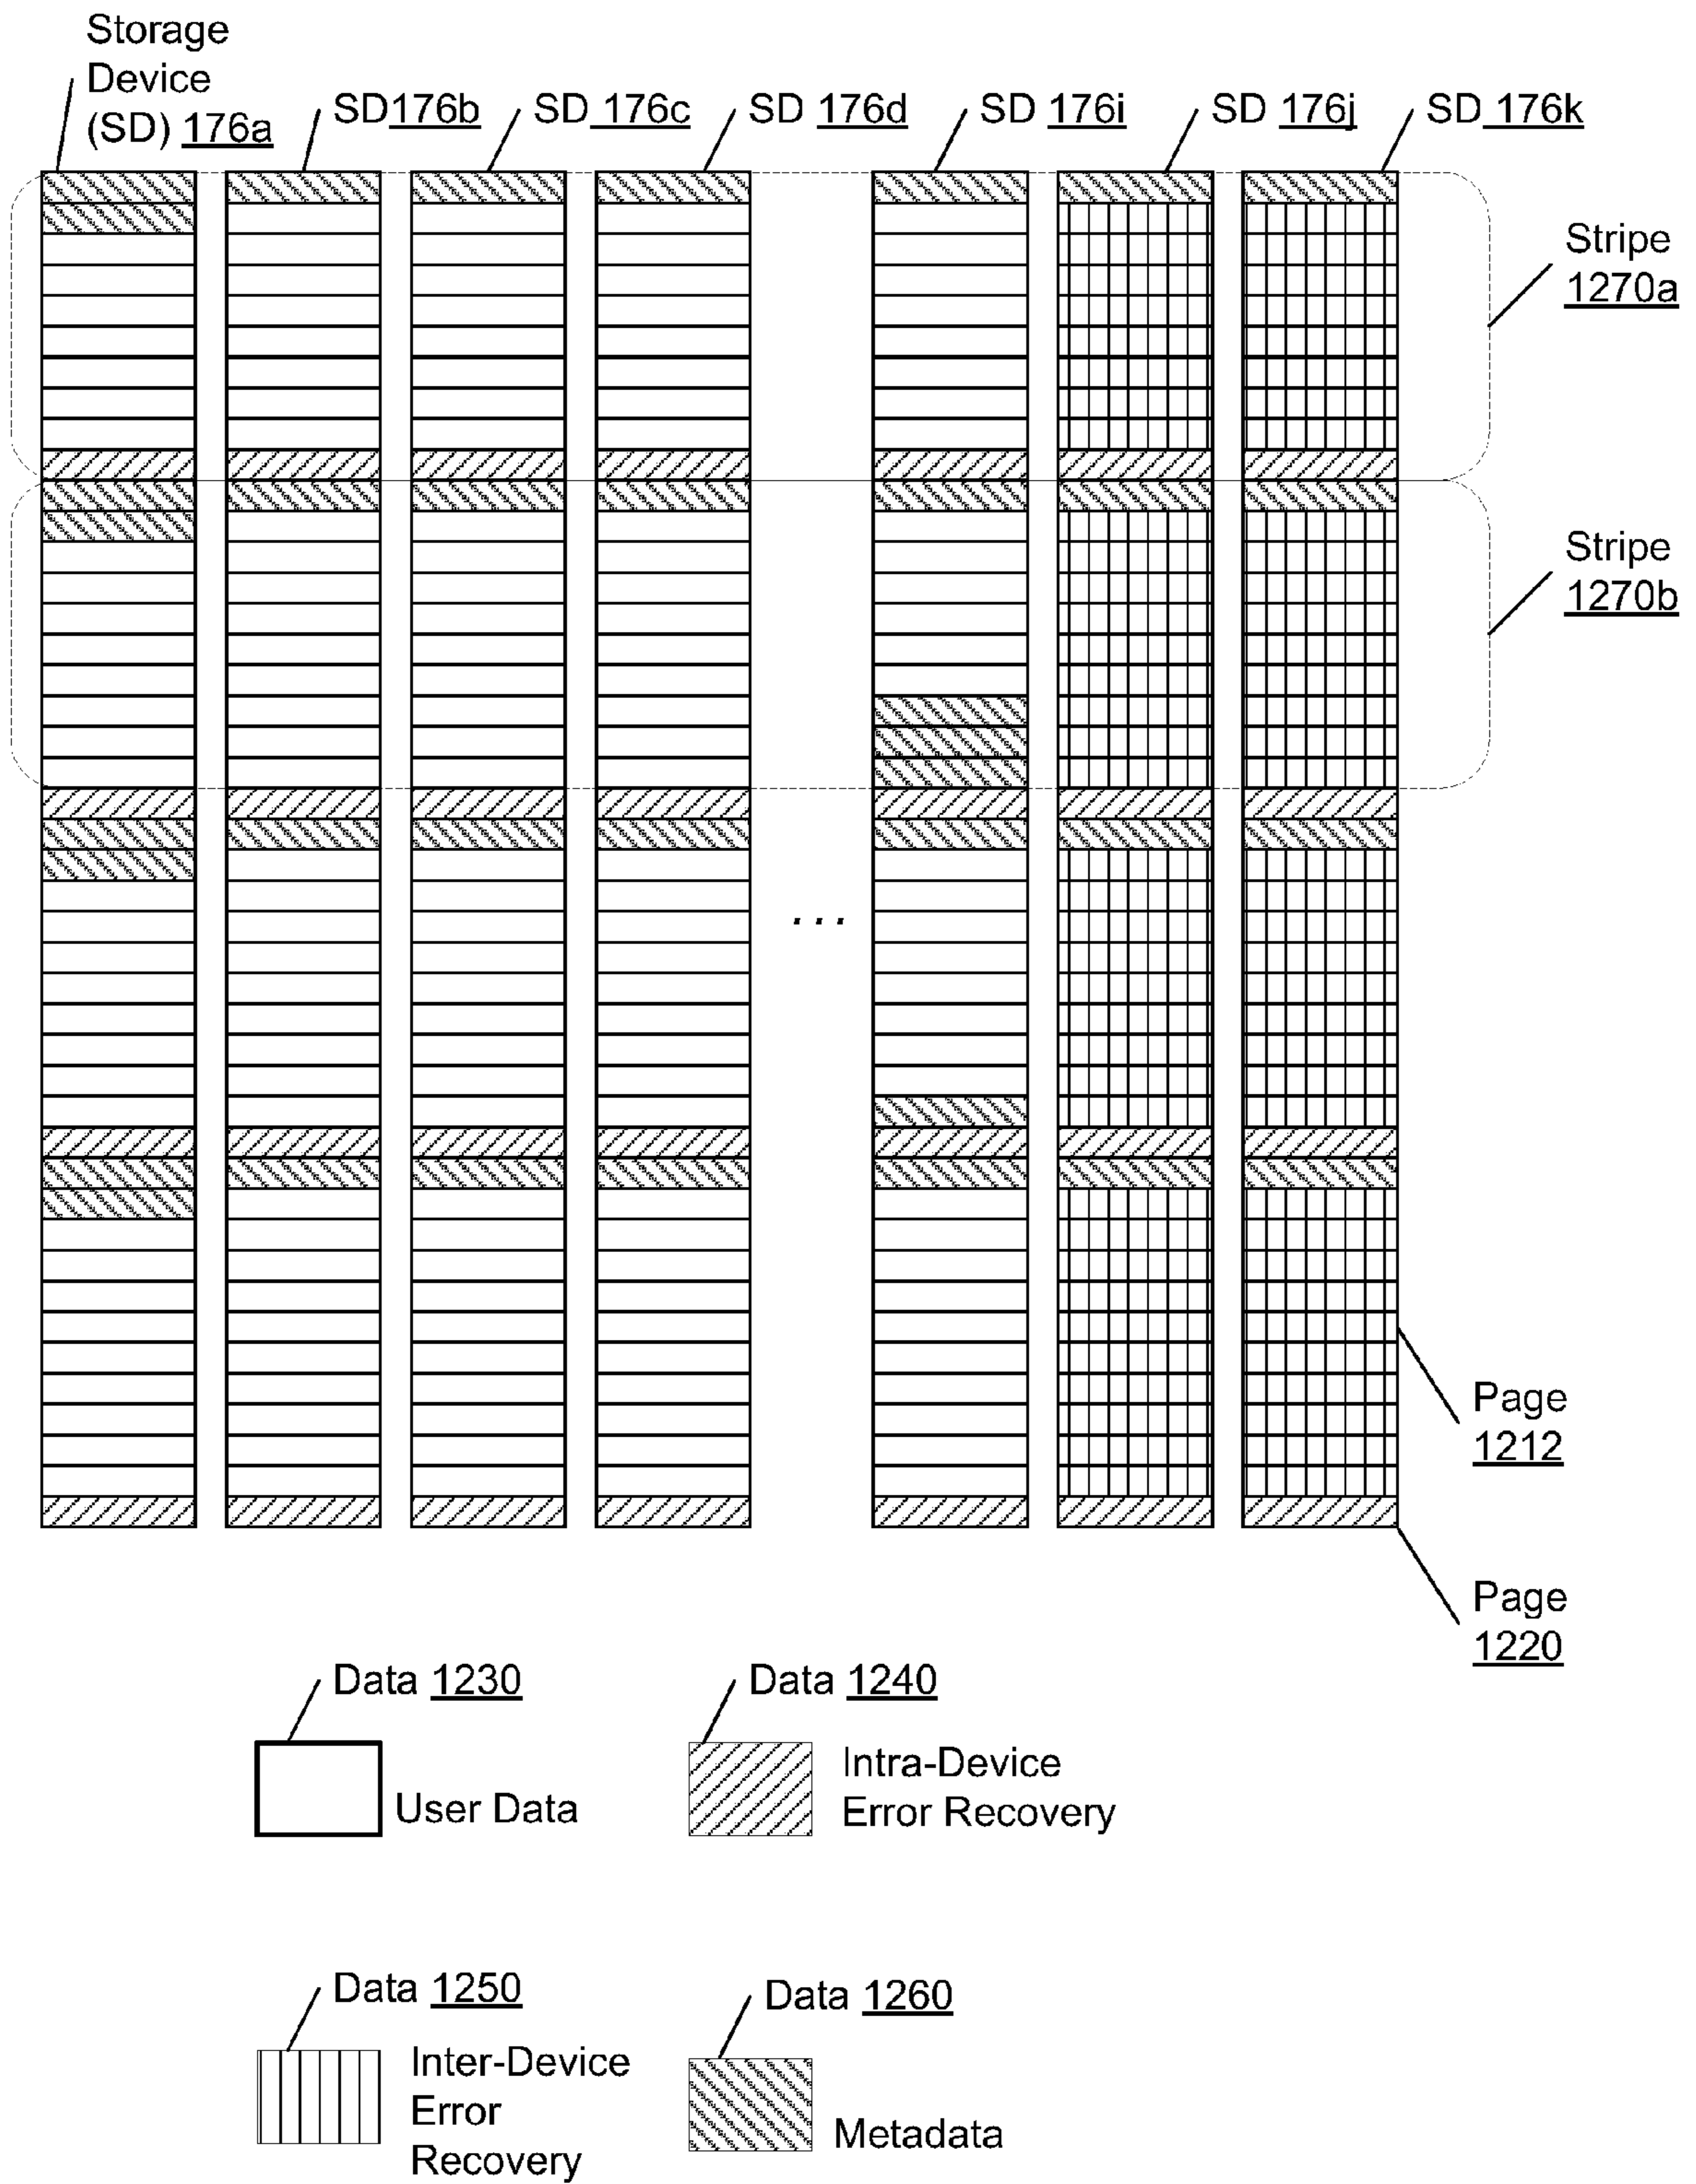 Storage
Device
(SD) 176a
SD176b
SD 176c
SD 176d
SD 176i
SD 176j
SD 176k
Stripe
1270a
Stripe
1270b
...
Page
1212
Page
1220
Data 1230
User Data
Data 1240
Intra-Device
Error Recovery
Data 1250
Inter-Device
Error
Recovery
Data 1260
Metadata